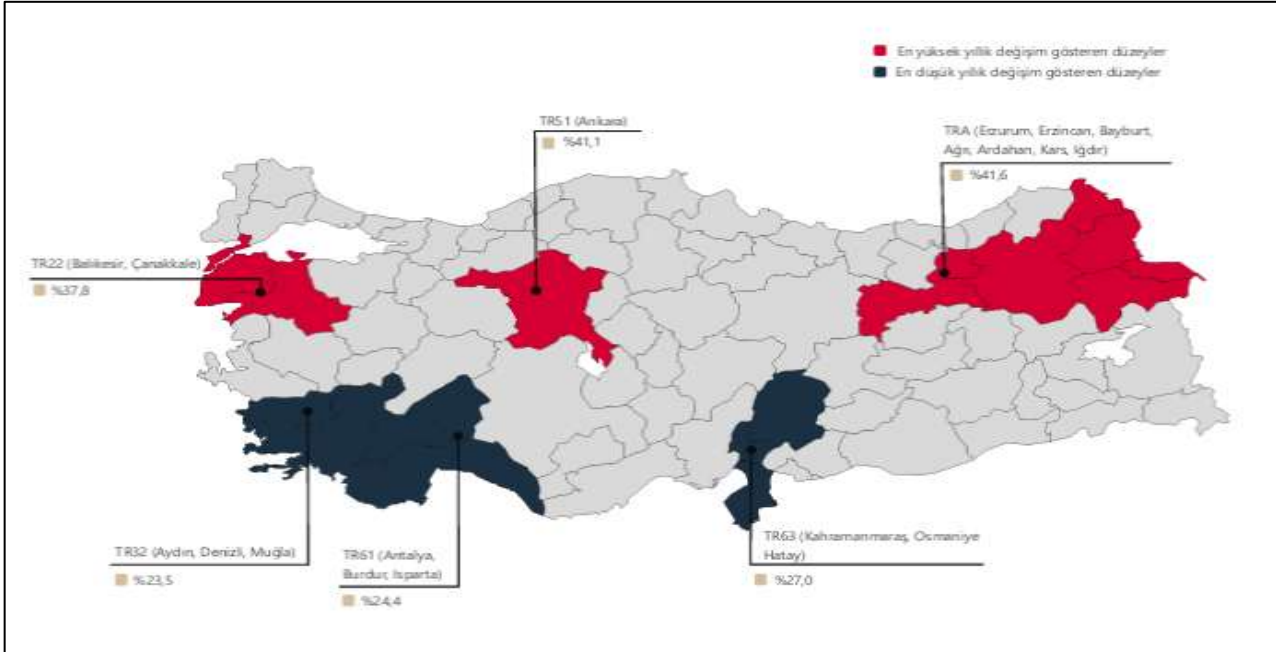 En yüksek yıllık değişim gösteren düzeyler
En düşük yıllık değişim gösteren düzeyler
TR51 (Ankara)
%41,1
TRA (Erzurum, Erzincan, Bayburt,
Ağrı, Ardahan, Kars, Iğdır)
%41,6
TR22 (Balıkesir, Çanakkale)
%37,8
TR32 (Aydın, Denizli, Muğla)
%23,5
TR61 (Antalya,
Burdur, Isparta)
%24,4
TR63 (Kahramanmaraş, Osmaniye
Hatay)
%27,0